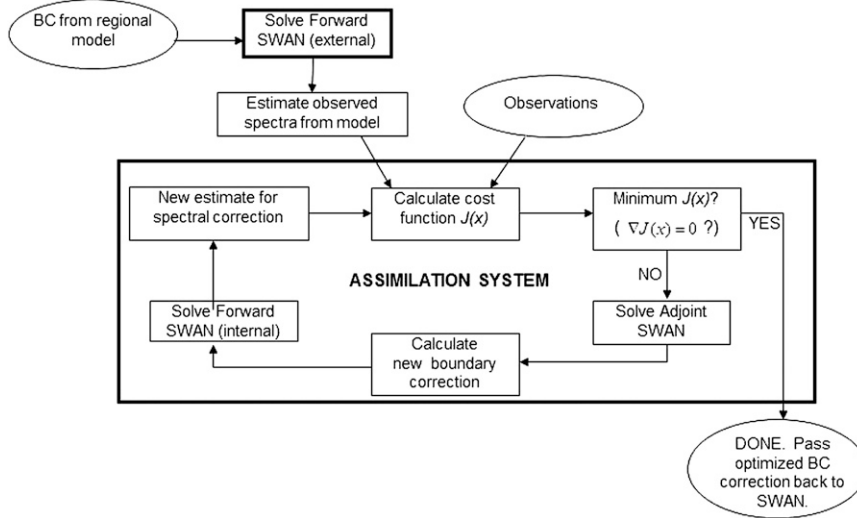 BC from regional
model
Solve Forward
SWAN (external)
Estimate observed
spectra from model
Observations
New estimate for
spectral correction
Calculate cost
function J(x)
Minimum J(x)?
( ∇J(x) = 0 ?)
YES
NO
ASSIMILATION SYSTEM
Solve Forward
SWAN (internal)
Solve Adjoint
SWAN
Calculate
new boundary
correction
DONE. Pass
optimized BC
correction back to
SWAN.